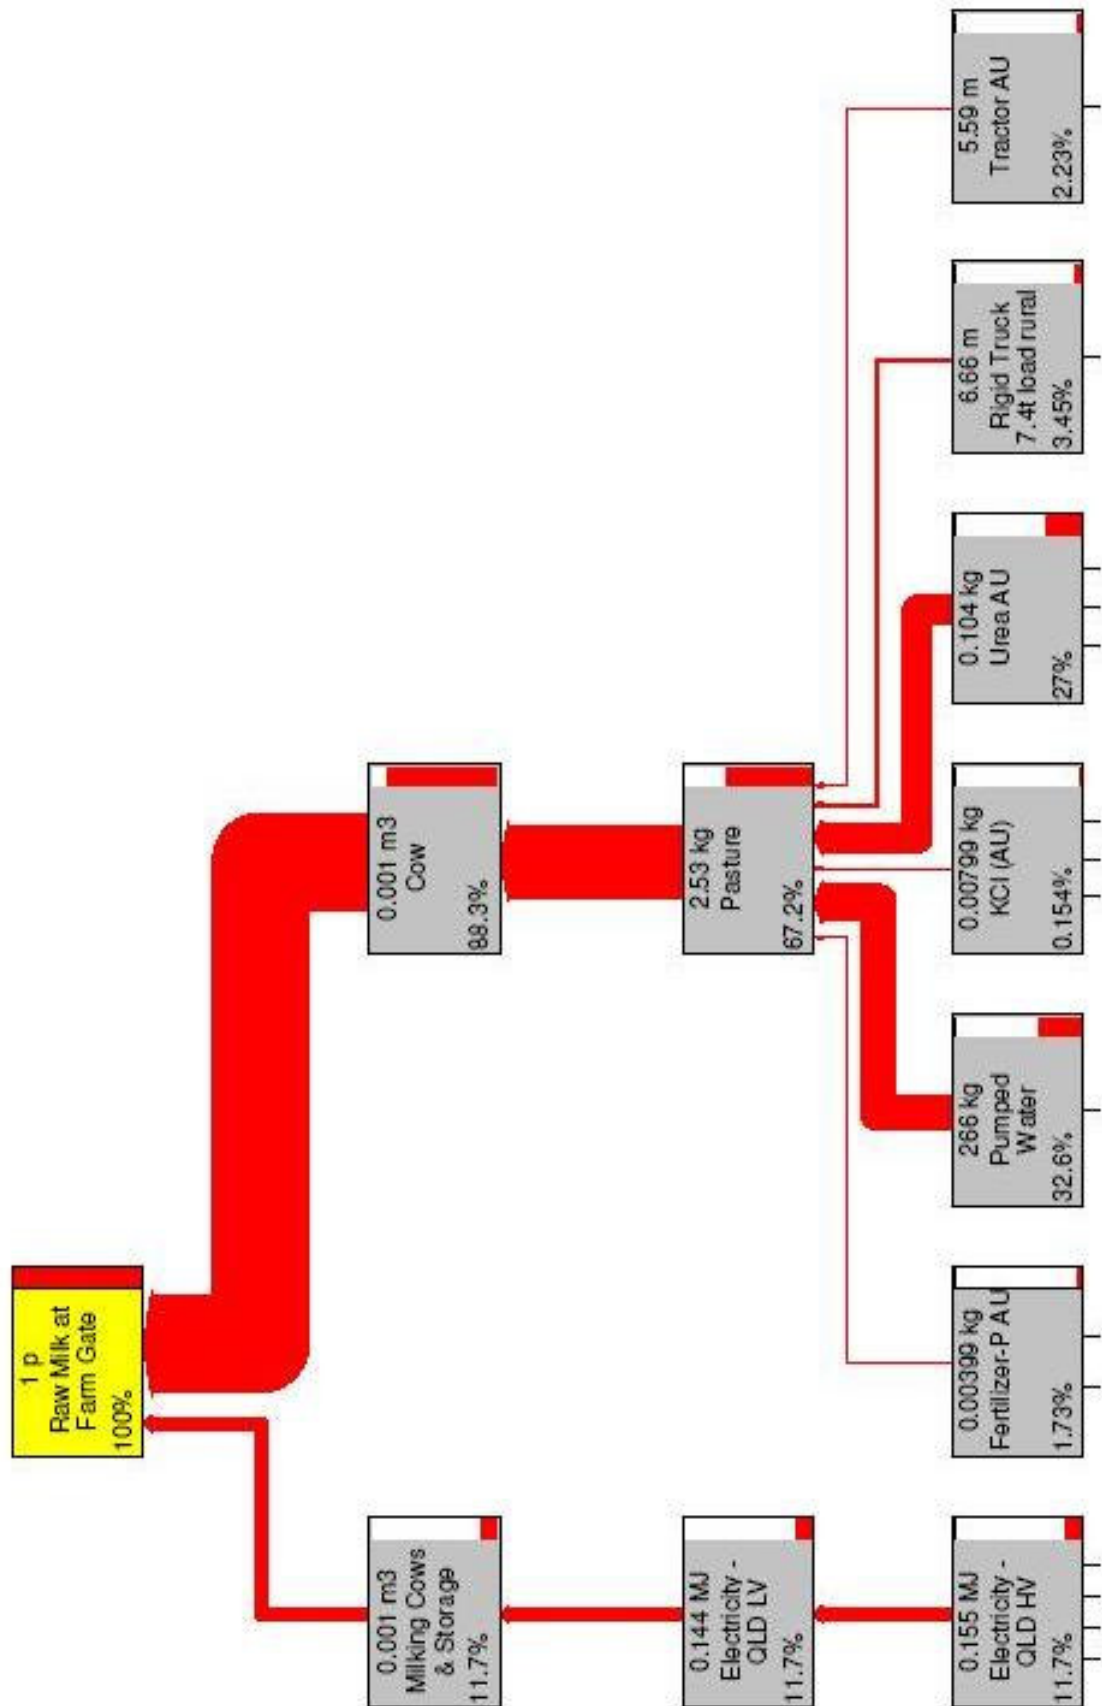 1 p
Raw Milk at
Farm Gate
100%
0.001 m3
Milking Cows
& Storage
11.7%
0.001 m3
Cow
88.3%
0.144 MJ
Electricity -
QLD LV
11.7%
2.53 kg
Pasture
67.2%
0.155 MJ
Electricity -
QLD HV
11.7%
0.00399 kg
Fertilizer-P AU
1.73%
266 kg
Pumped
Water
32.6%
0.00799 kg
KCl (AU)
0.154%
0.104 kg
Urea AU
27%
6.66 m
Rigid Truck
7.4t load rural
3.45%
5.59 m
Tractor AU
2.23%